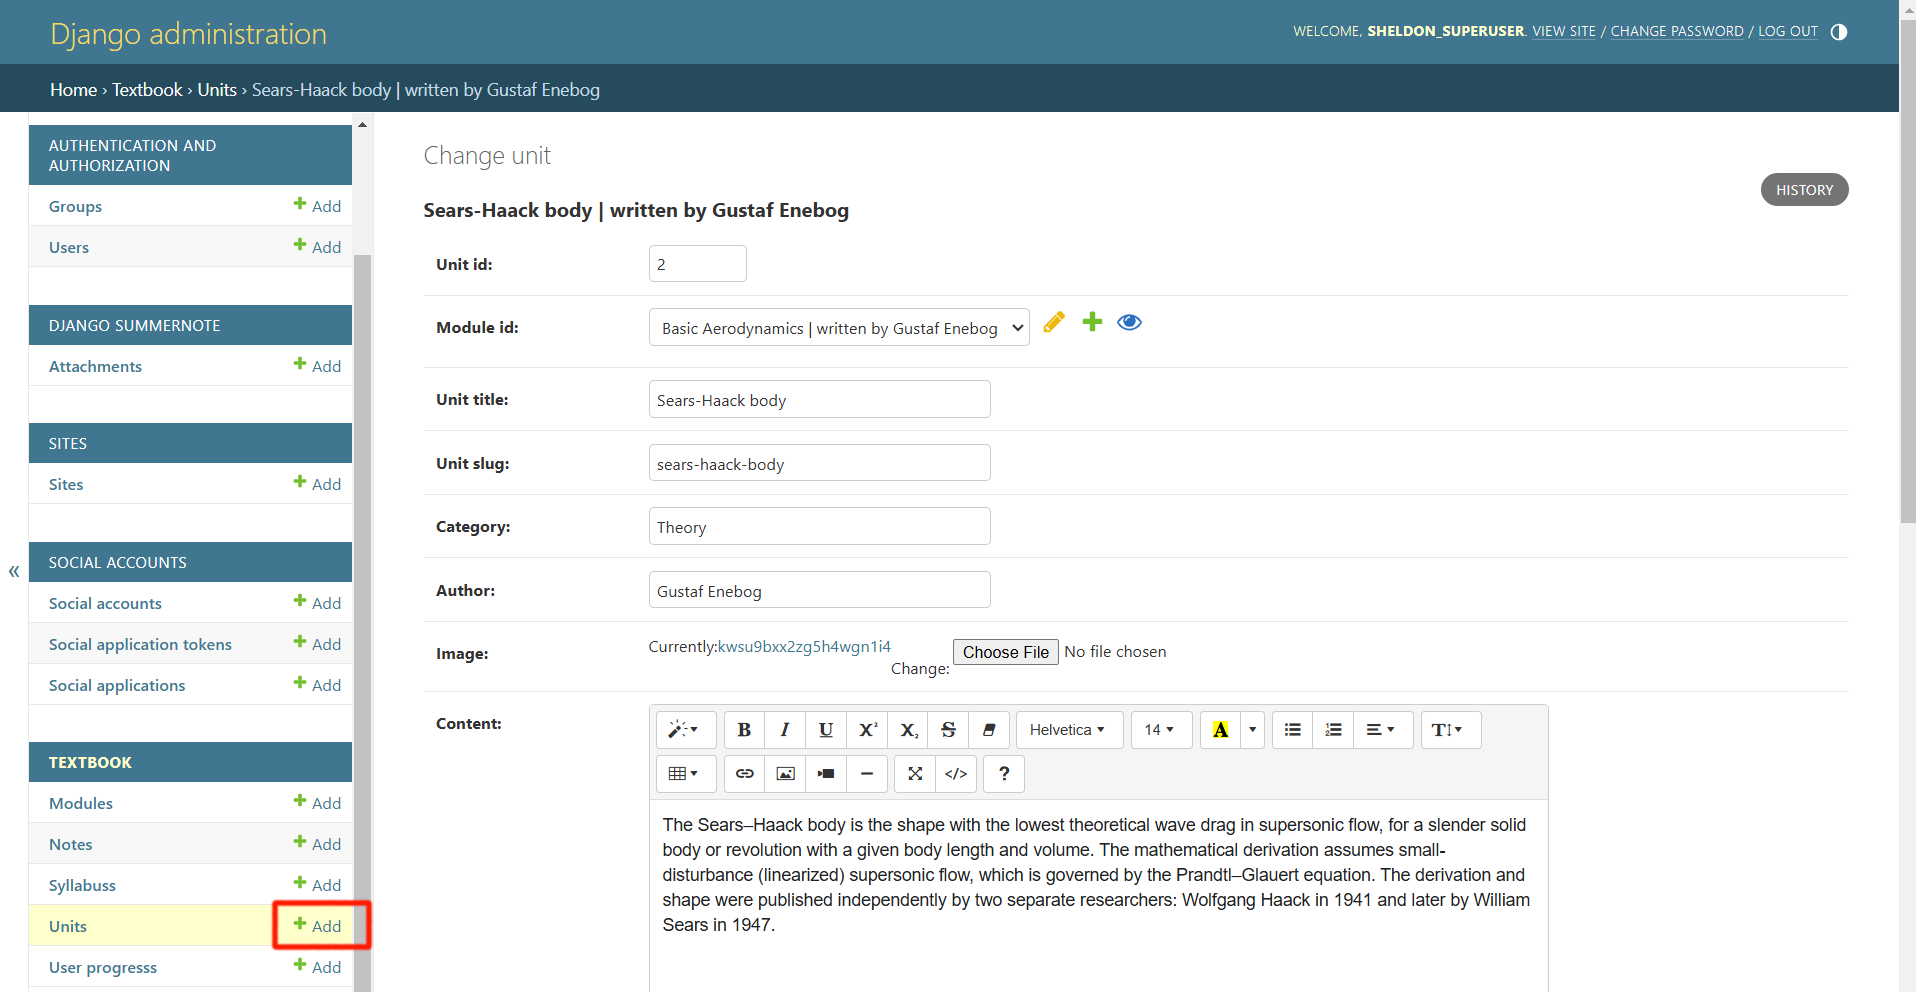 Django administration
WELCOME, SHELDON_SUPERUSER. VIEW SITE / CHANGE PASSWORD / LOG OUT
Home › Textbook › Units › Sears-Haack body | written by Gustaf Enebog
AUTHENTICATION AND
AUTHORIZATION
Groups
Add
Users
Add
DJANGO SUMMERNOTE
Attachments
Add
SITES
Sites
Add
SOCIAL ACCOUNTS
Social accounts
Add
Social application tokens
Add
Social applications
Add
TEXTBOOK
Modules
Add
Notes
Add
Syllabuss
Add
Units
Add
User progresss
Add
«
Change unit
HISTORY
Sears-Haack body | written by Gustaf Enebog
Unit id:
2
Module id:
Basic Aerodynamics | written by Gustaf Enebog
Unit title:
Sears-Haack body
Unit slug:
sears-haack-body
Category:
Theory
Author:
Gustaf Enebog
Image:
Currently:kwsu9bxx2zg5h4wgn1i4
Change:
Choose File
No file chosen
Content:
B I U X² X₂ S Helvetica 14 A T
</> ?
The Sears–Haack body is the shape with the lowest theoretical wave drag in supersonic flow, for a slender solid
body or revolution with a given body length and volume. The mathematical derivation assumes small-
disturbance (linearized) supersonic flow, which is governed by the Prandtl–Glauert equation. The derivation and
shape were published independently by two separate researchers: Wolfgang Haack in 1941 and later by William
Sears in 1947.